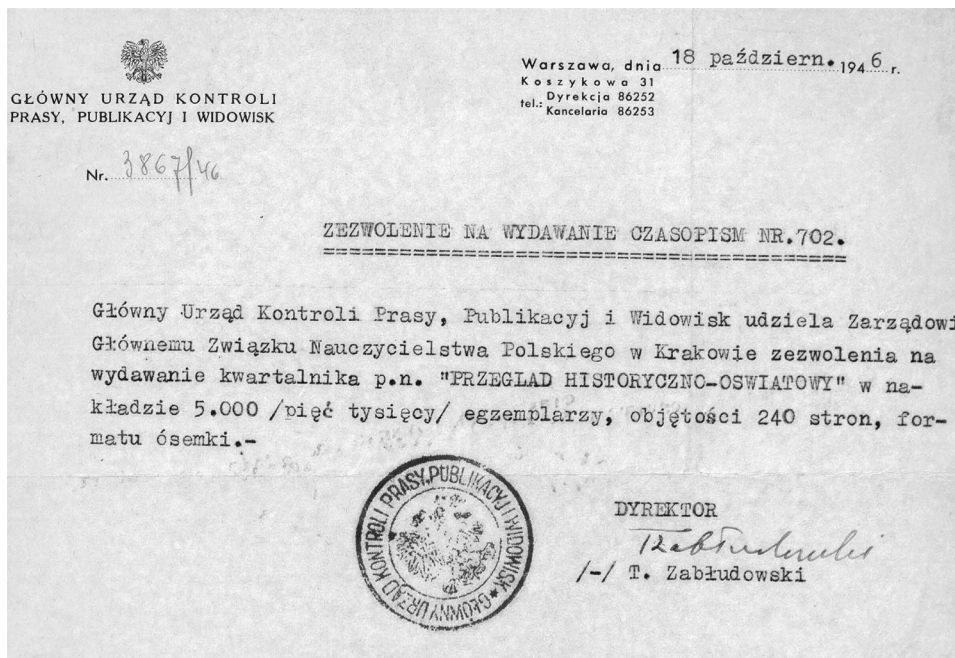 GŁÓWNY URZĄD KONTROLI
PRASY, PUBLIKACYJ I WIDOWISK
Nr. 3867/46
Warszawa, dnia 18 październ. 1946 r.
Koszykowa 31
tel.: Dyrekcja 86252
Kancelaria 86253
ZEZWOLENIE NA WYDAWANIE CZASOPISM NR.702.
Główny Urząd Kontroli Prasy, Publikacyj i Widowisk udziela Zarządowi
Głównemu Związku Nauczycielstwa Polskiego w Krakowie zezwolenia na
wydawanie kwartalnika p.n. "PRZEGLAD HISTORYCZNO-OSWIATOWY" w na-
kładzie 5.000 /pięć tysięcy/ egzemplarzy, objętości 240 stron, for-
matu ósemki.-
GŁÓWNY URZĄD KONTROLI PRASY, PUBLIKACYJ I WIDOWISK *
DYREKTOR
TZabłudowski
/-/ T. Zabłudowski